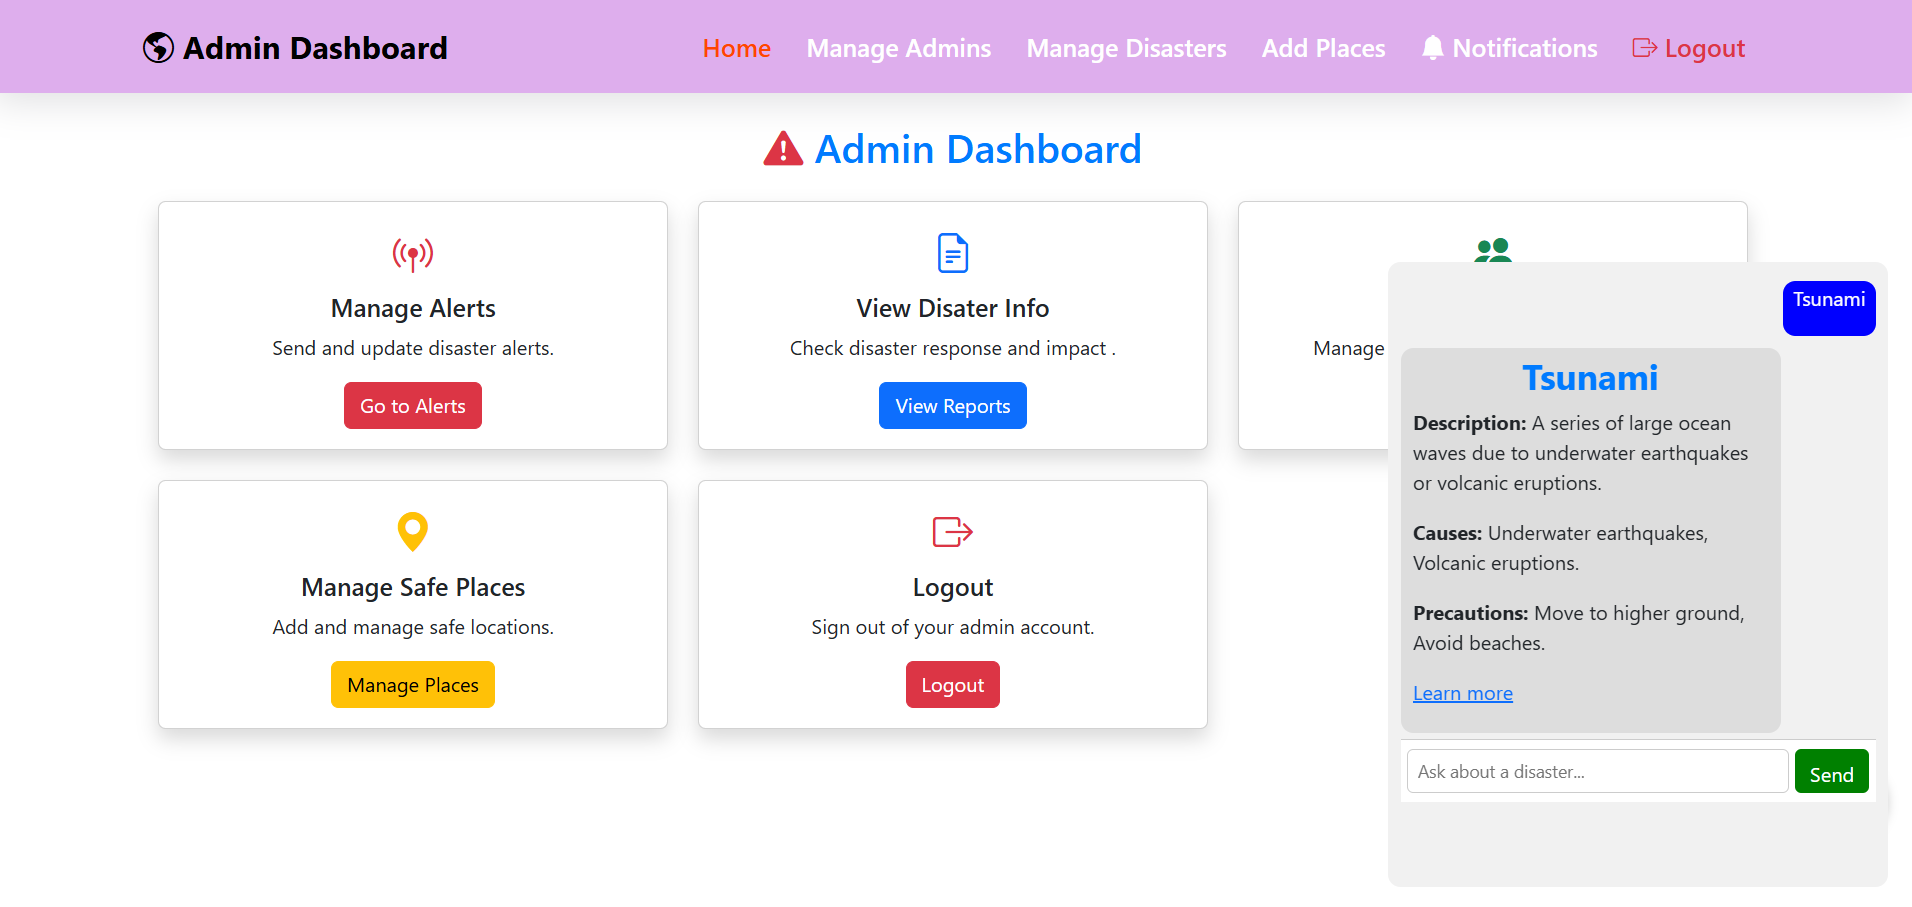 Admin Dashboard
Home
Manage Admins
Manage Disasters
Add Places
Notifications
Logout
Admin Dashboard
Manage Alerts
Send and update disaster alerts.
Go to Alerts
View Disater Info
Check disaster response and impact .
View Reports
Manage
Manage Safe Places
Add and manage safe locations.
Manage Places
Logout
Sign out of your admin account.
Logout
Tsunami
Tsunami
Description: A series of large ocean
waves due to underwater earthquakes
or volcanic eruptions.
Causes: Underwater earthquakes,
Volcanic eruptions.
Precautions: Move to higher ground,
Avoid beaches.
Learn more
Ask about a disaster...
Send